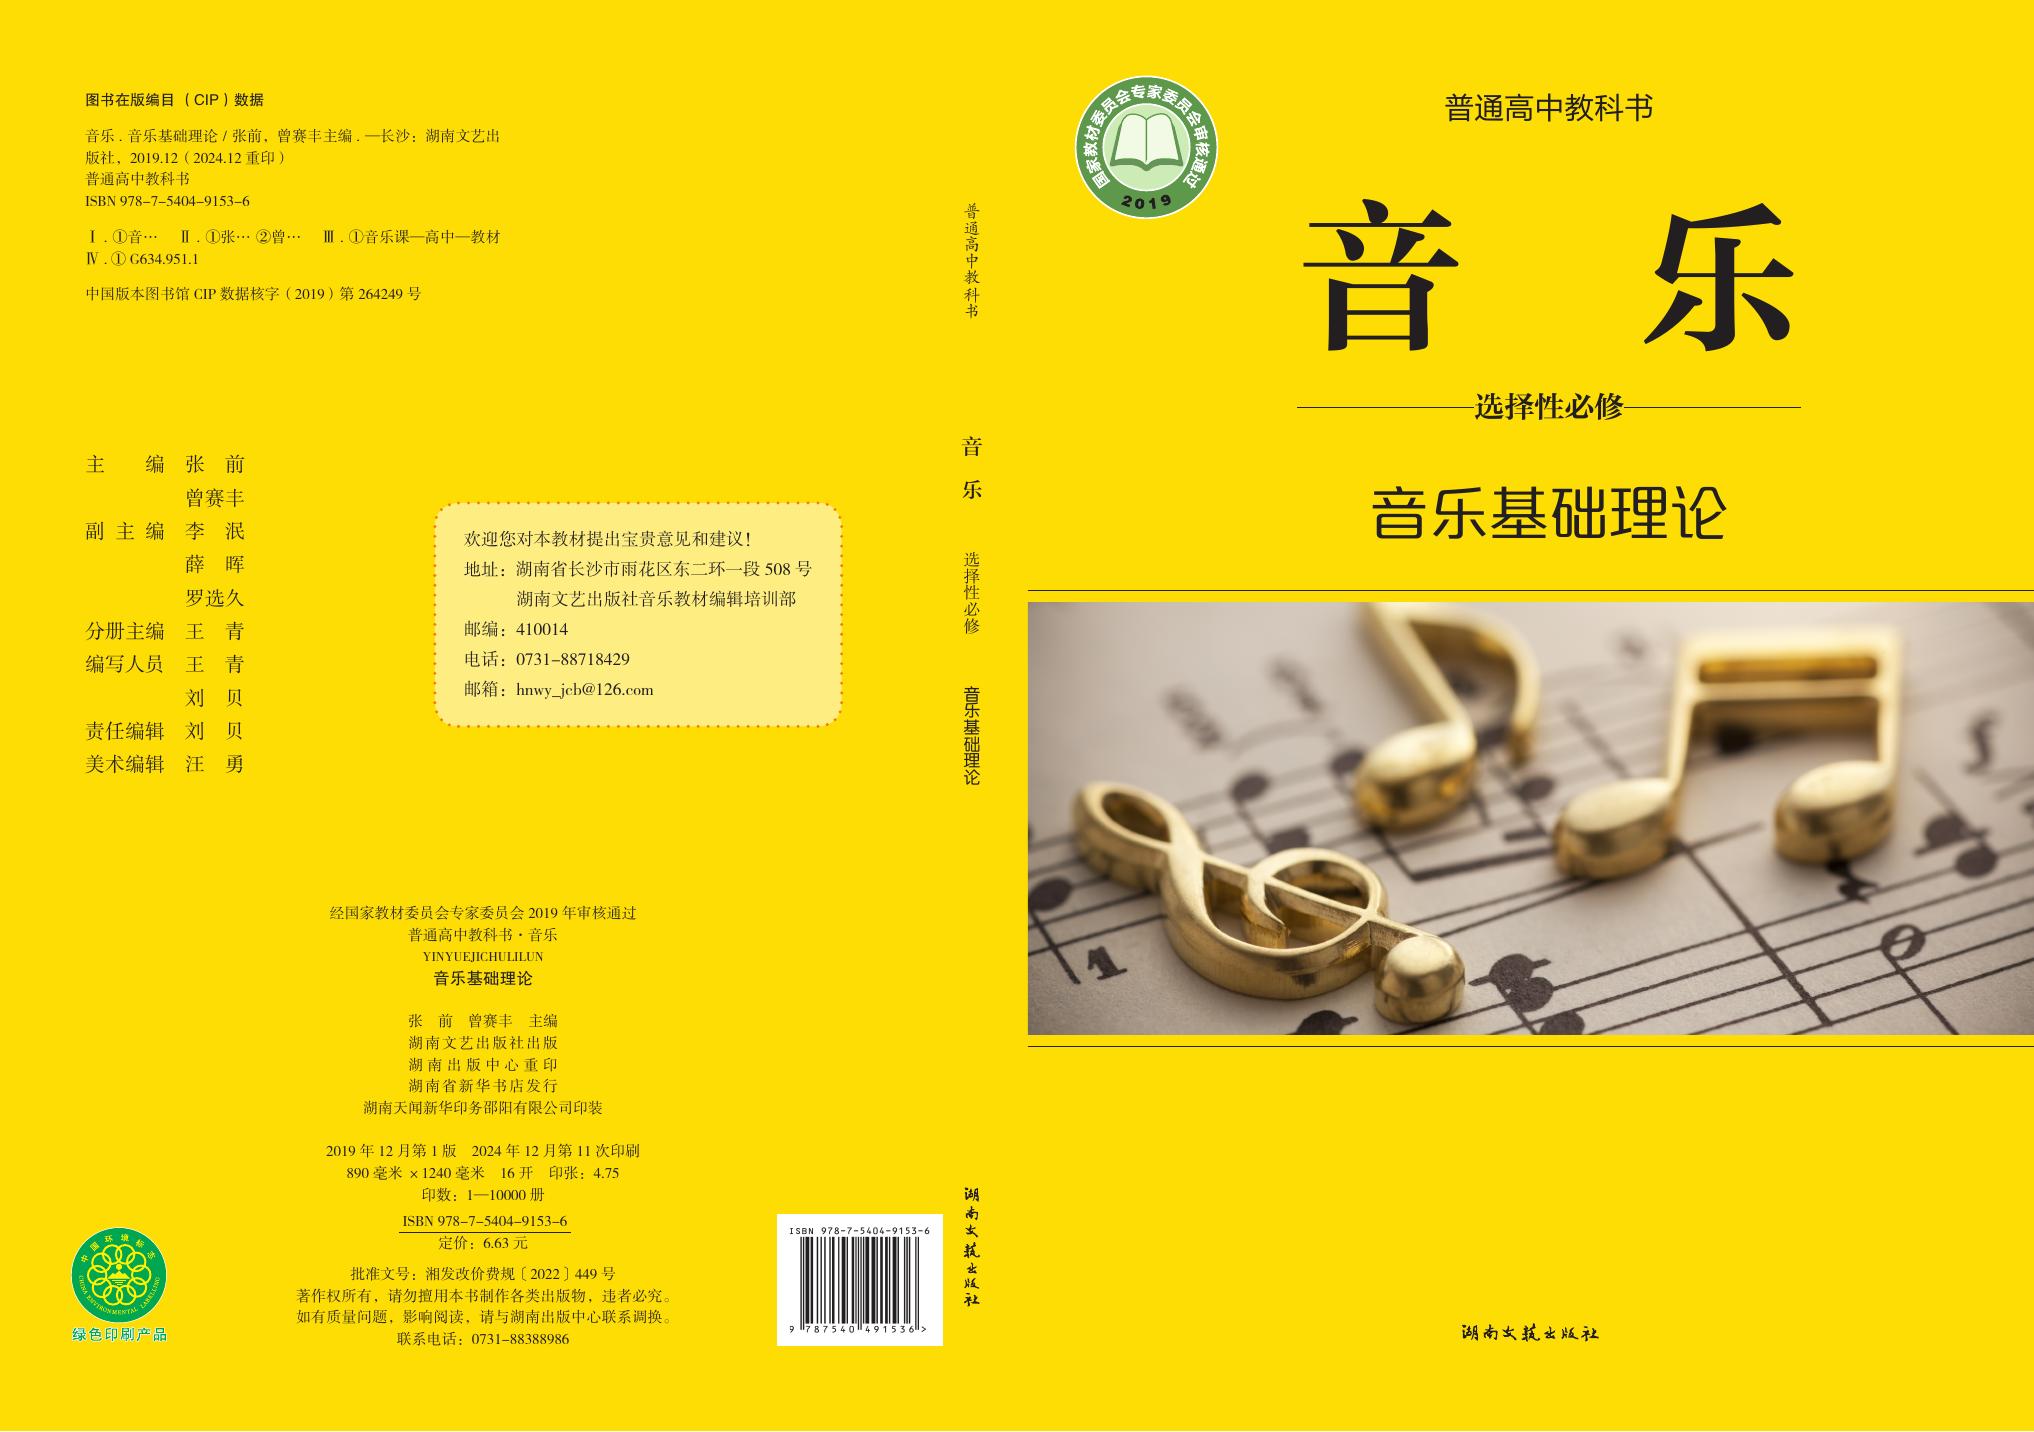 图书在版编目（CIP）数据
音乐 . 音乐基础理论 / 张前，曾赛丰主编 . —长沙：湖南文艺出
版社，2019.12（2024.12 重印）
普通高中教科书
ISBN 978-7-5404-9153-6
Ⅰ . ①音… Ⅱ . ①张… ②曾… Ⅲ . ①音乐课—高中—教材
Ⅳ . ① G634.951.1
中国版本图书馆 CIP 数据核字（2019）第 264249 号
主 编 张 前
曾赛丰
副 主 编 李 泯
薛 晖
罗选久
分册主编 王 青
编写人员 王 青
刘 贝
责任编辑 刘 贝
美术编辑 汪 勇
欢迎您对本教材提出宝贵意见和建议！
地址：湖南省长沙市雨花区东二环一段 508 号
湖南文艺出版社音乐教材编辑培训部
邮编：410014
电话：0731-88718429
邮箱：hnwy_jcb@126.com
经国家教材委员会专家委员会 2019 年审核通过
普通高中教科书·音乐
YINYUEJICHULILUN
音乐基础理论
张 前 曾赛丰 主编
湖南文艺出版社出版
湖南出版中心重印
湖南省新华书店发行
湖南天闻新华印务邵阳有限公司印装
2019 年 12 月第 1 版 2024 年 12 月第 11 次印刷
890 毫米 ×1240 毫米 16 开 印张：4.75
印数：1—10000 册
ISBN 978-7-5404-9153-6
定价：6.63 元
批准文号：湘发改价费规〔2022〕449 号
著作权所有，请勿擅用本书制作各类出版物，违者必究。
如有质量问题，影响阅读，请与湖南出版中心联系调换。
联系电话：0731-88388986
中国环境标志
CHINA ENVIRONMENTAL LABELLING
绿色印刷产品
ISBN 978-7-5404-9153-6
9 787540 491536 >
普通高中教科书
音乐
选择性必修
音乐基础理论
湖南文艺出版社
国家教材委员会专家委员会审核通过
2019
普通高中教科书
音 乐
选择性必修
音乐基础理论
1
0
湖南文艺出版社